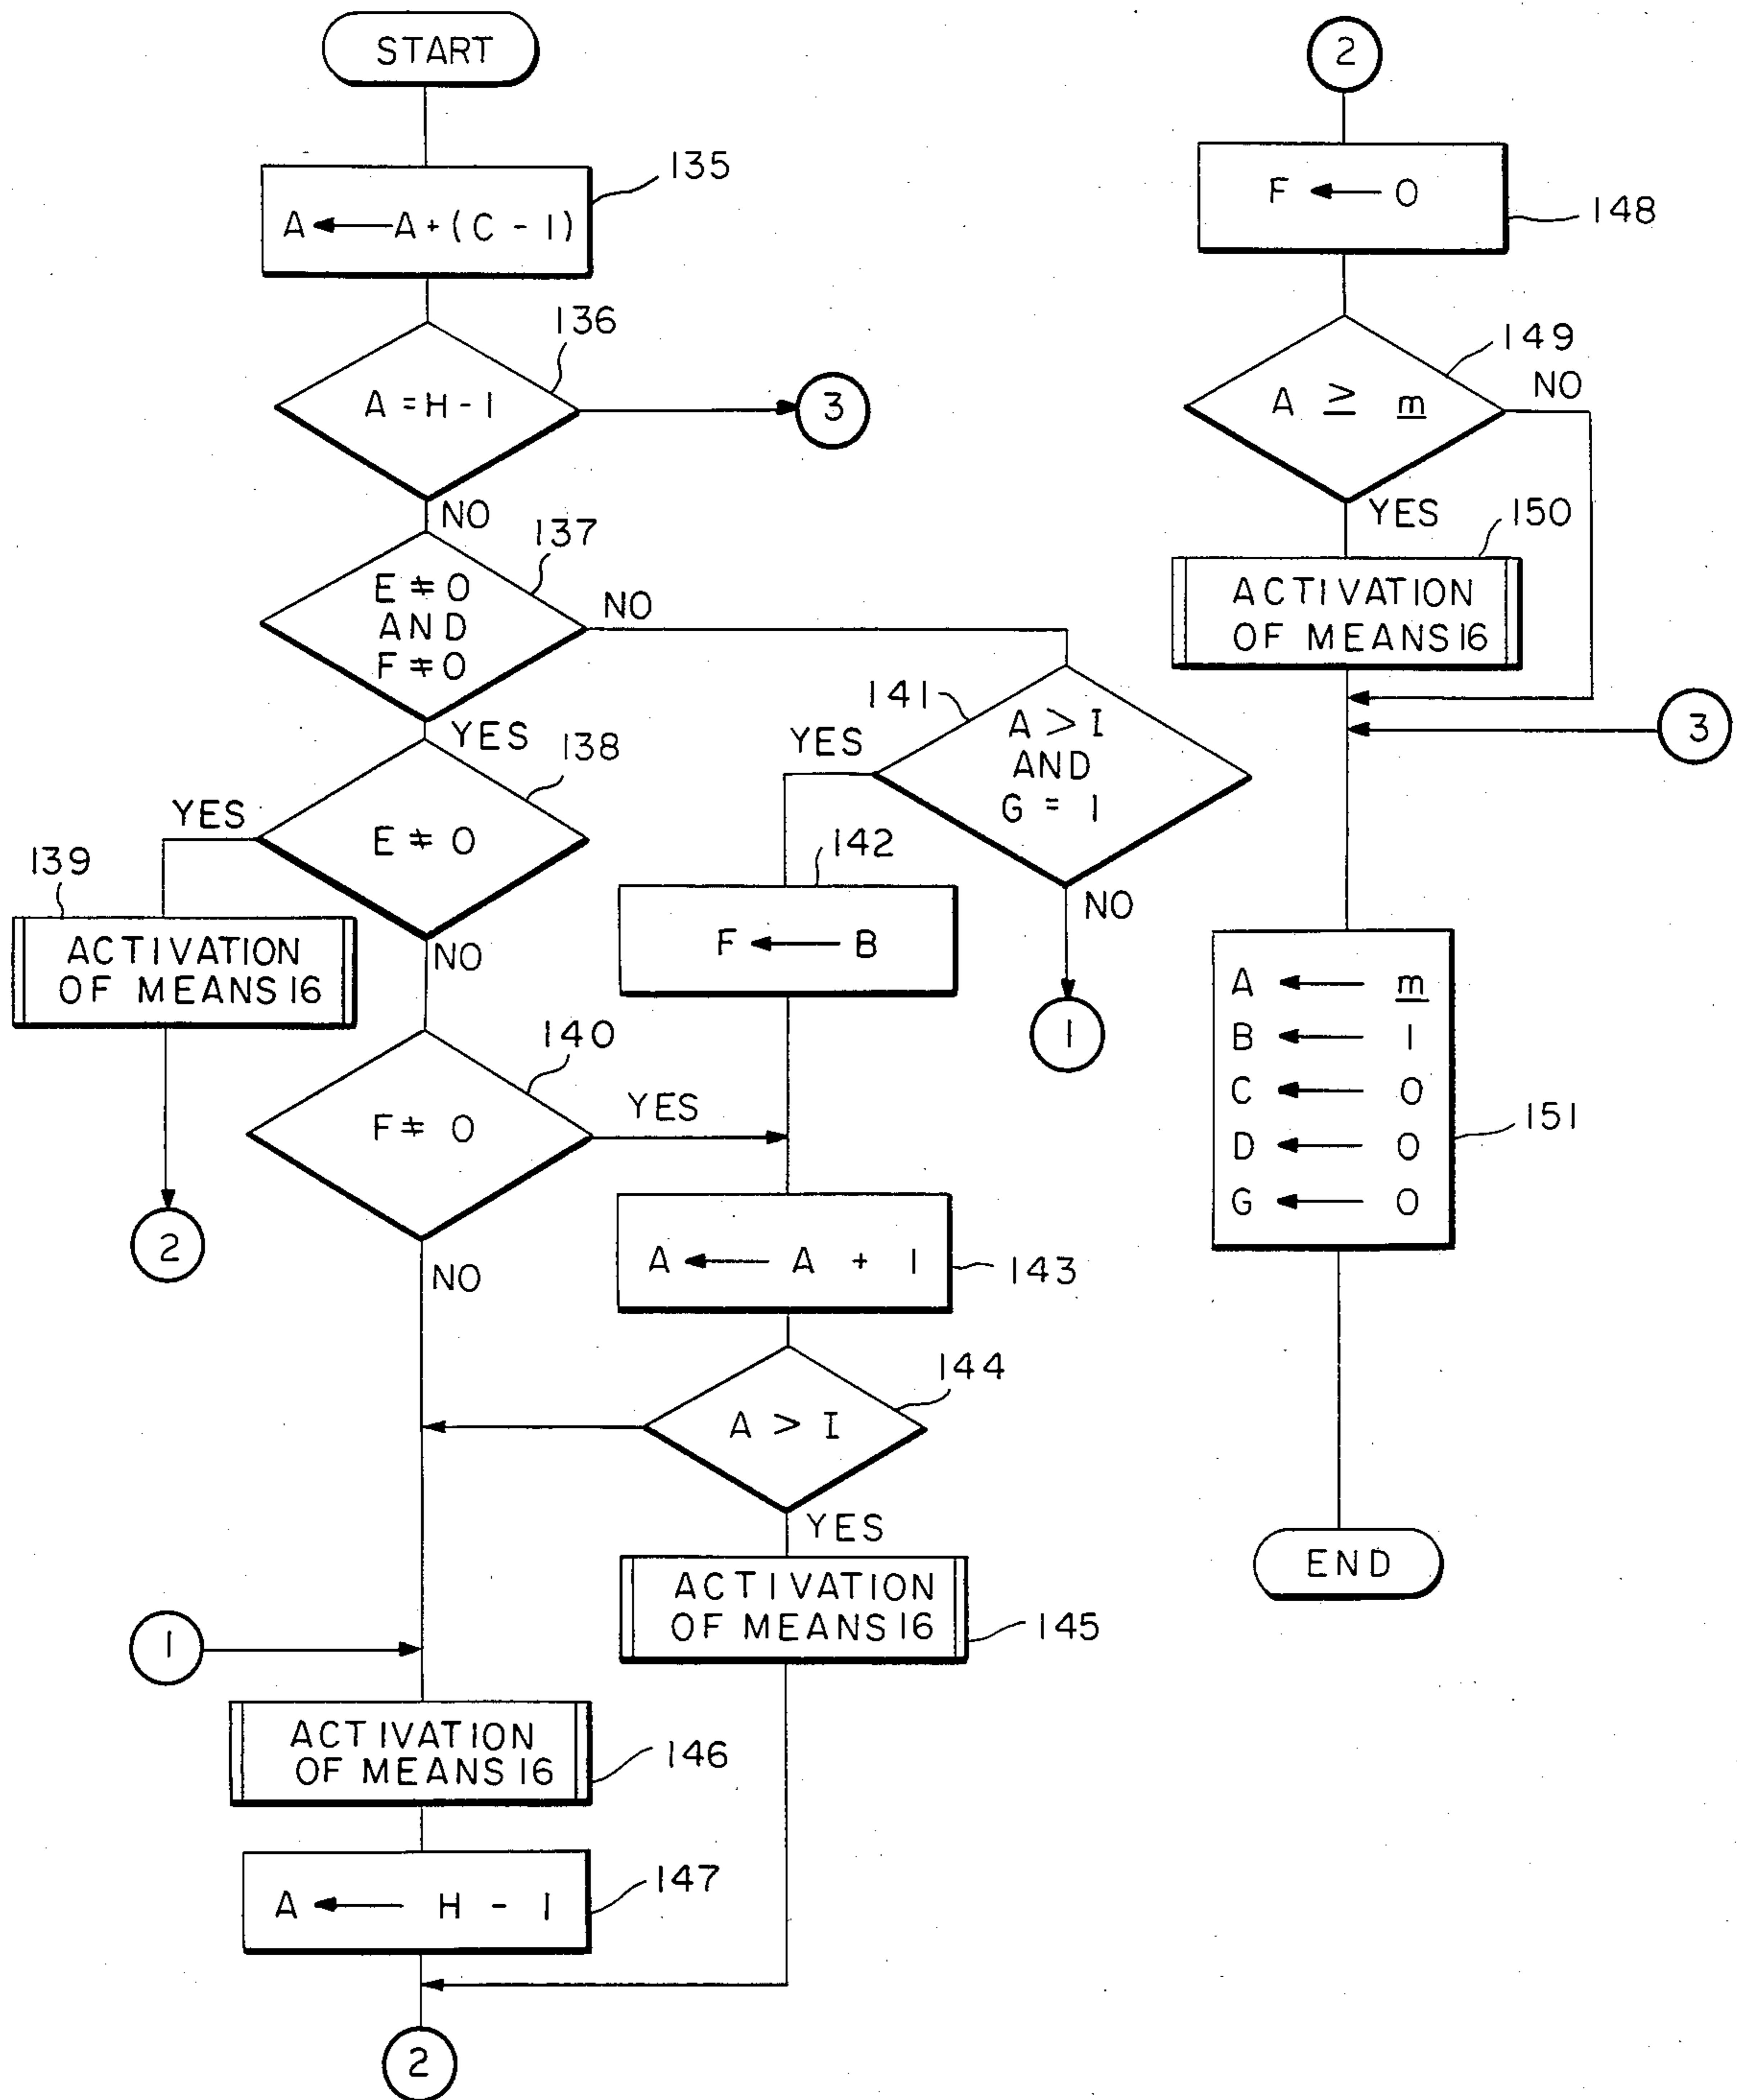 START
135
A ← A + ( C - 1 )
136
A = H - 1
3
NO
137
E ≠ 0
AND
F ≠ 0
NO
YES
138
YES
E ≠ 0
139
ACTIVATION
OF MEANS 16
NO
2
140
F ≠ 0
YES
NO
141
A > I
AND
G = 1
YES
NO
1
142
F ← B
143
A ← A + 1
144
A > I
YES
ACTIVATION
OF MEANS 16
145
1
ACTIVATION
OF MEANS 16
146
A ← H - 1
147
2
2
F ← 0
148
149
A ≥ m
NO
YES
150
ACTIVATION
OF MEANS 16
3
A ← m
B ← 1
C ← 0
D ← 0
G ← 0
151
END